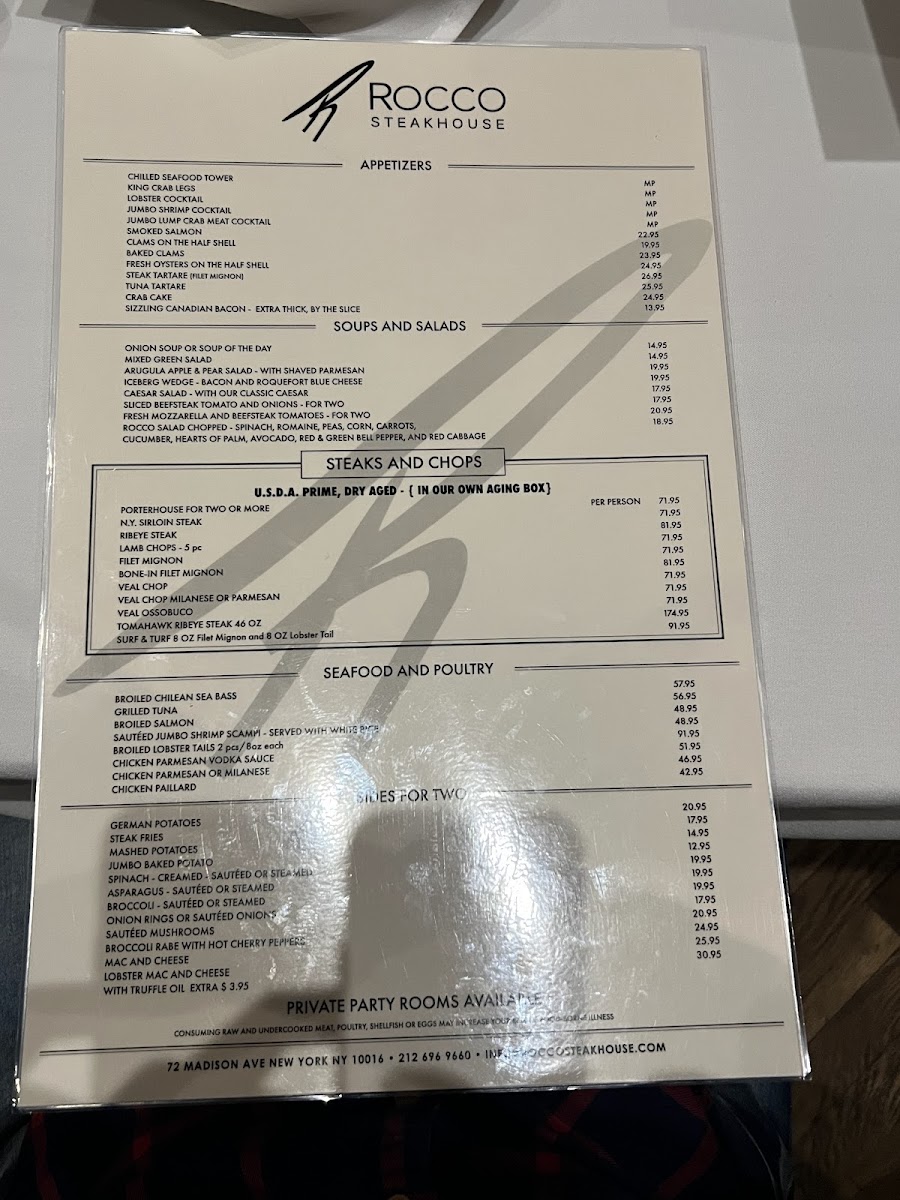 ROCCO
STEAKHOUSE
APPETIZERS
CHILLED SEAFOOD TOWER MP
KING CRAB LEGS MP
LOBSTER COCKTAIL MP
JUMBO SHRIMP COCKTAIL MP
JUMBO LUMP CRAB MEAT COCKTAIL MP
SMOKED SALMON 22.95
CLAMS ON THE HALF SHELL 19.95
BAKED CLAMS 23.95
FRESH OYSTERS ON THE HALF SHELL 24.95
STEAK TARTARE (FILET MIGNON) 26.95
TUNA TARTARE 25.95
CRAB CAKE 24.95
SIZZLING CANADIAN BACON - EXTRA THICK, BY THE SLICE 13.95
SOUPS AND SALADS
ONION SOUP OR SOUP OF THE DAY 14.95
MIXED GREEN SALAD 14.95
ARUGULA APPLE & PEAR SALAD - WITH SHAVED PARMESAN 19.95
ICEBERG WEDGE - BACON AND ROQUEFORT BLUE CHEESE 19.95
CAESAR SALAD - WITH OUR CLASSIC CAESAR 17.95
SLICED BEEFSTEAK TOMATO AND ONIONS - FOR TWO 17.95
FRESH MOZZARELLA AND BEEFSTEAK TOMATOES - FOR TWO 20.95
ROCCO SALAD CHOPPED - SPINACH, ROMAINE, PEAS, CORN, CARROTS, 18.95
CUCUMBER, HEARTS OF PALM, AVOCADO, RED & GREEN BELL PEPPER, AND RED CABBAGE
STEAKS AND CHOPS
U.S.D.A. PRIME, DRY AGED - { IN OUR OWN AGING BOX}
PORTERHOUSE FOR TWO OR MORE PER PERSON 71.95
N.Y. SIRLOIN STEAK 71.95
RIBEYE STEAK 81.95
LAMB CHOPS - 5 pc 71.95
FILET MIGNON 71.95
BONE-IN FILET MIGNON 81.95
VEAL CHOP 71.95
VEAL CHOP MILANESE OR PARMESAN 71.95
VEAL OSSOBUCO 71.95
TOMAHAWK RIBEYE STEAK 46 OZ 174.95
SURF & TURF 8 OZ Filet Mignon and 8 OZ Lobster Tail 91.95
SEAFOOD AND POULTRY
BROILED CHILEAN SEA BASS 57.95
GRILLED TUNA 56.95
BROILED SALMON 48.95
SAUTÉED JUMBO SHRIMP SCAMPI - SERVED WITH WHITE RICE 48.95
BROILED LOBSTER TAILS 2 pcs/8oz each 91.95
CHICKEN PARMESAN VODKA SAUCE 51.95
CHICKEN PARMESAN OR MILANESE 46.95
CHICKEN PAILLARD 42.95
SIDES FOR TWO
GERMAN POTATOES 20.95
STEAK FRIES 17.95
MASHED POTATOES 14.95
JUMBO BAKED POTATO 12.95
SPINACH - CREAMED - SAUTÉED OR STEAMED 19.95
ASPARAGUS - SAUTÉED OR STEAMED 19.95
BROCCOLI - SAUTÉED OR STEAMED 19.95
ONION RINGS OR SAUTÉED ONIONS 17.95
SAUTÉED MUSHROOMS 20.95
BROCCOLI RABE WITH HOT CHERRY PEPPERS 24.95
MAC AND CHEESE 25.95
LOBSTER MAC AND CHEESE 30.95
WITH TRUFFLE OIL EXTRA $ 3.95
PRIVATE PARTY ROOMS AVAILABLE
CONSUMING RAW AND UNDERCOOKED MEAT, POULTRY, SHELLFISH OR EGGS MAY INCREASE YOUR ILLNESS
72 MADISON AVE NEW YORK NY 10016 • 212 696 9660 • INFO@ROCCOSTEAKHOUSE.COM